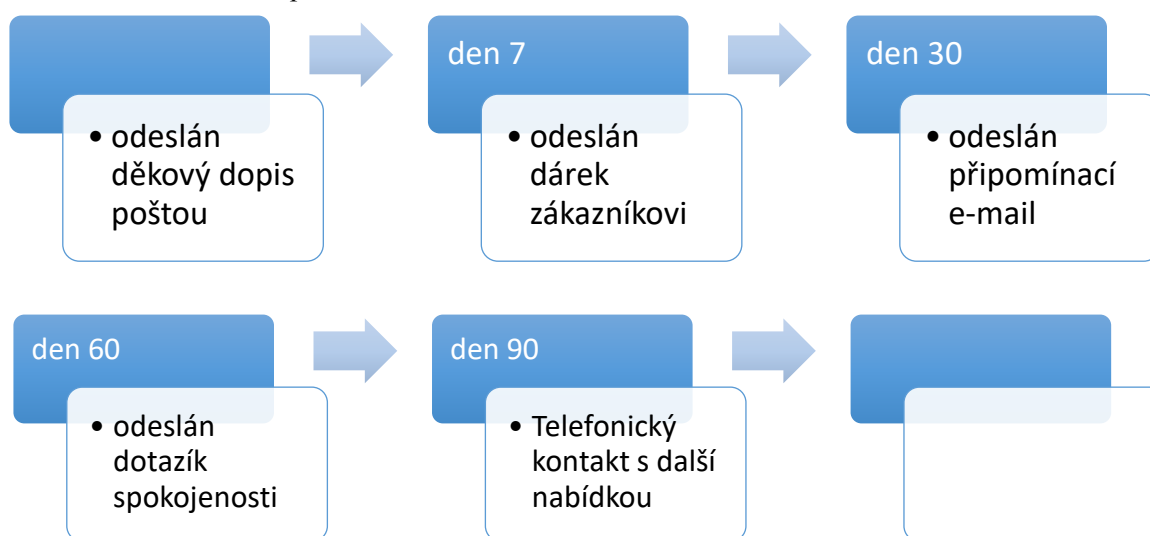 den 7
den 30
• odeslán
děkový dopis
poštou
• odeslán
dárek
zákazníkovi
• odeslán
připomínací
e-mail
den 60
den 90
• odeslán
dotazík
spokojenosti
• Telefonický
kontakt s další
nabídkou